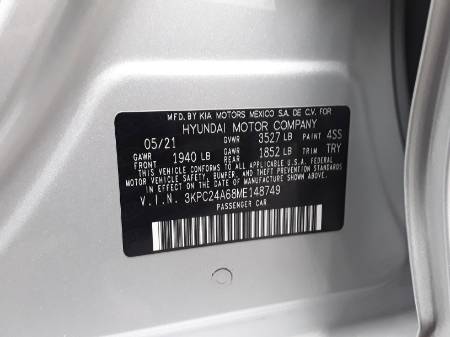 MFD.BY KIA MOTORS MEXICO S.A. DE C.V. FOR
HYUNDAI MOTOR COMPANY
05/21 GVWR 3527 LB PAINT 4SS
GAWR FRONT 1940 LB GAWR REAR 1852 LB TRIM TRY
THIS VEHICLE CONFORMS TO ALL APPLICABLE U.S.A. FEDERAL
MOTOR VEHICLE SAFETY, BUMPER, AND THEFT PREVENTION STANDARDS
IN EFFECT ON THE DATE OF MANUFACTURE SHOWN ABOVE.
V.I.N. 3KPC24A68ME148749
PASSENGER CAR